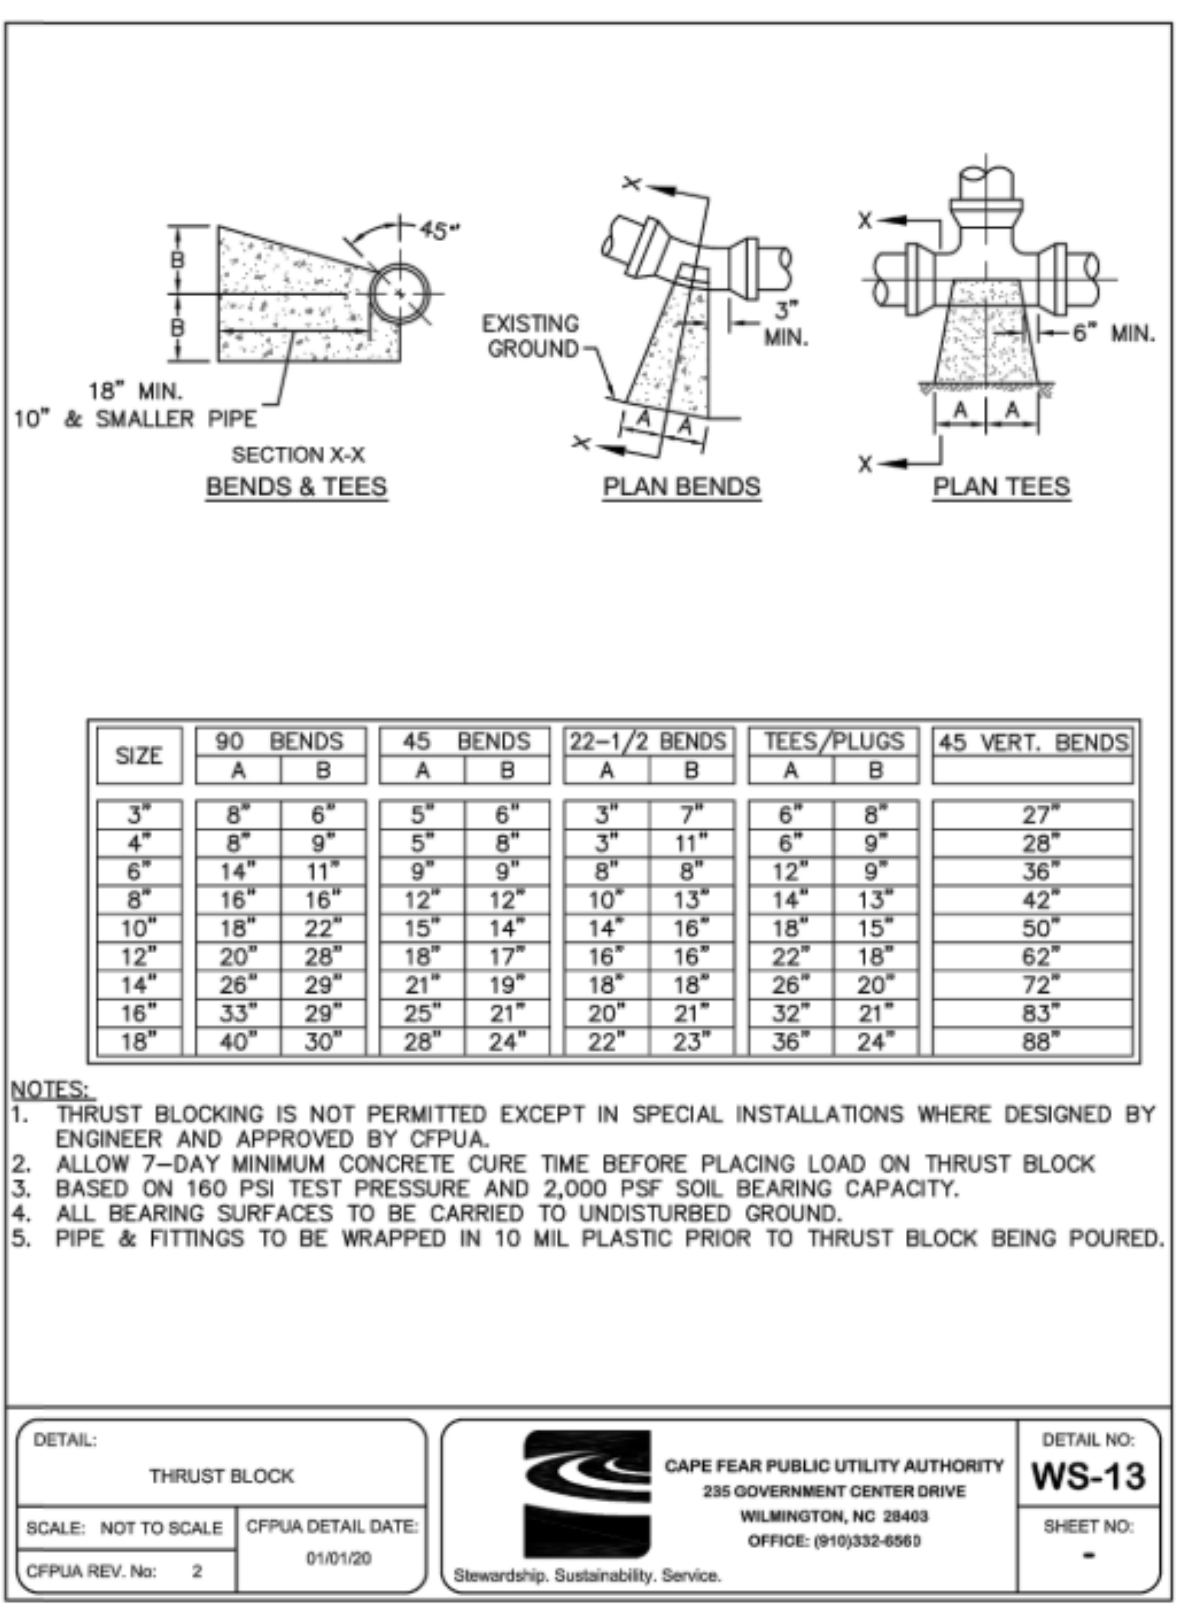 X
X
45°
B
B
3"
MIN.
EXISTING
GROUND
6" MIN.
18" MIN.
10" & SMALLER PIPE
A
A
A A
X
X
SECTION X-X
BENDS & TEES
PLAN BENDS
PLAN TEES
SIZE 90 BENDS 45 BENDS 22-1/2 BENDS TEES/PLUGS 45 VERT. BENDS
A B A B A B A B
3" 8" 6" 5" 6" 3" 7" 6" 8" 27"
4" 8" 9" 5" 8" 3" 11" 6" 9" 28"
6" 14" 11" 9" 9" 8" 8" 12" 9" 36"
8" 16" 16" 12" 12" 10" 13" 14" 13" 42"
10" 18" 22" 15" 14" 14" 16" 18" 15" 50"
12" 20" 28" 18" 17" 16" 16" 22" 18" 62"
14" 26" 29" 21" 19" 18" 18" 26" 20" 72"
16" 33" 29" 25" 21" 20" 21" 32" 21" 83"
18" 40" 30" 28" 24" 22" 23" 36" 24" 88"
NOTES:
1. THRUST BLOCKING IS NOT PERMITTED EXCEPT IN SPECIAL INSTALLATIONS WHERE DESIGNED BY
ENGINEER AND APPROVED BY CFPUA.
2. ALLOW 7-DAY MINIMUM CONCRETE CURE TIME BEFORE PLACING LOAD ON THRUST BLOCK
3. BASED ON 160 PSI TEST PRESSURE AND 2,000 PSF SOIL BEARING CAPACITY.
4. ALL BEARING SURFACES TO BE CARRIED TO UNDISTURBED GROUND.
5. PIPE & FITTINGS TO BE WRAPPED IN 10 MIL PLASTIC PRIOR TO THRUST BLOCK BEING POURED.
DETAIL:
THRUST BLOCK
SCALE: NOT TO SCALE
CFPUA REV. No: 2
CFPUA DETAIL DATE:
01/01/20
Stewardship. Sustainability. Service.
CAPE FEAR PUBLIC UTILITY AUTHORITY
235 GOVERNMENT CENTER DRIVE
WILMINGTON, NC 28403
OFFICE: (910)332-6560
DETAIL NO:
WS-13
SHEET NO:
-